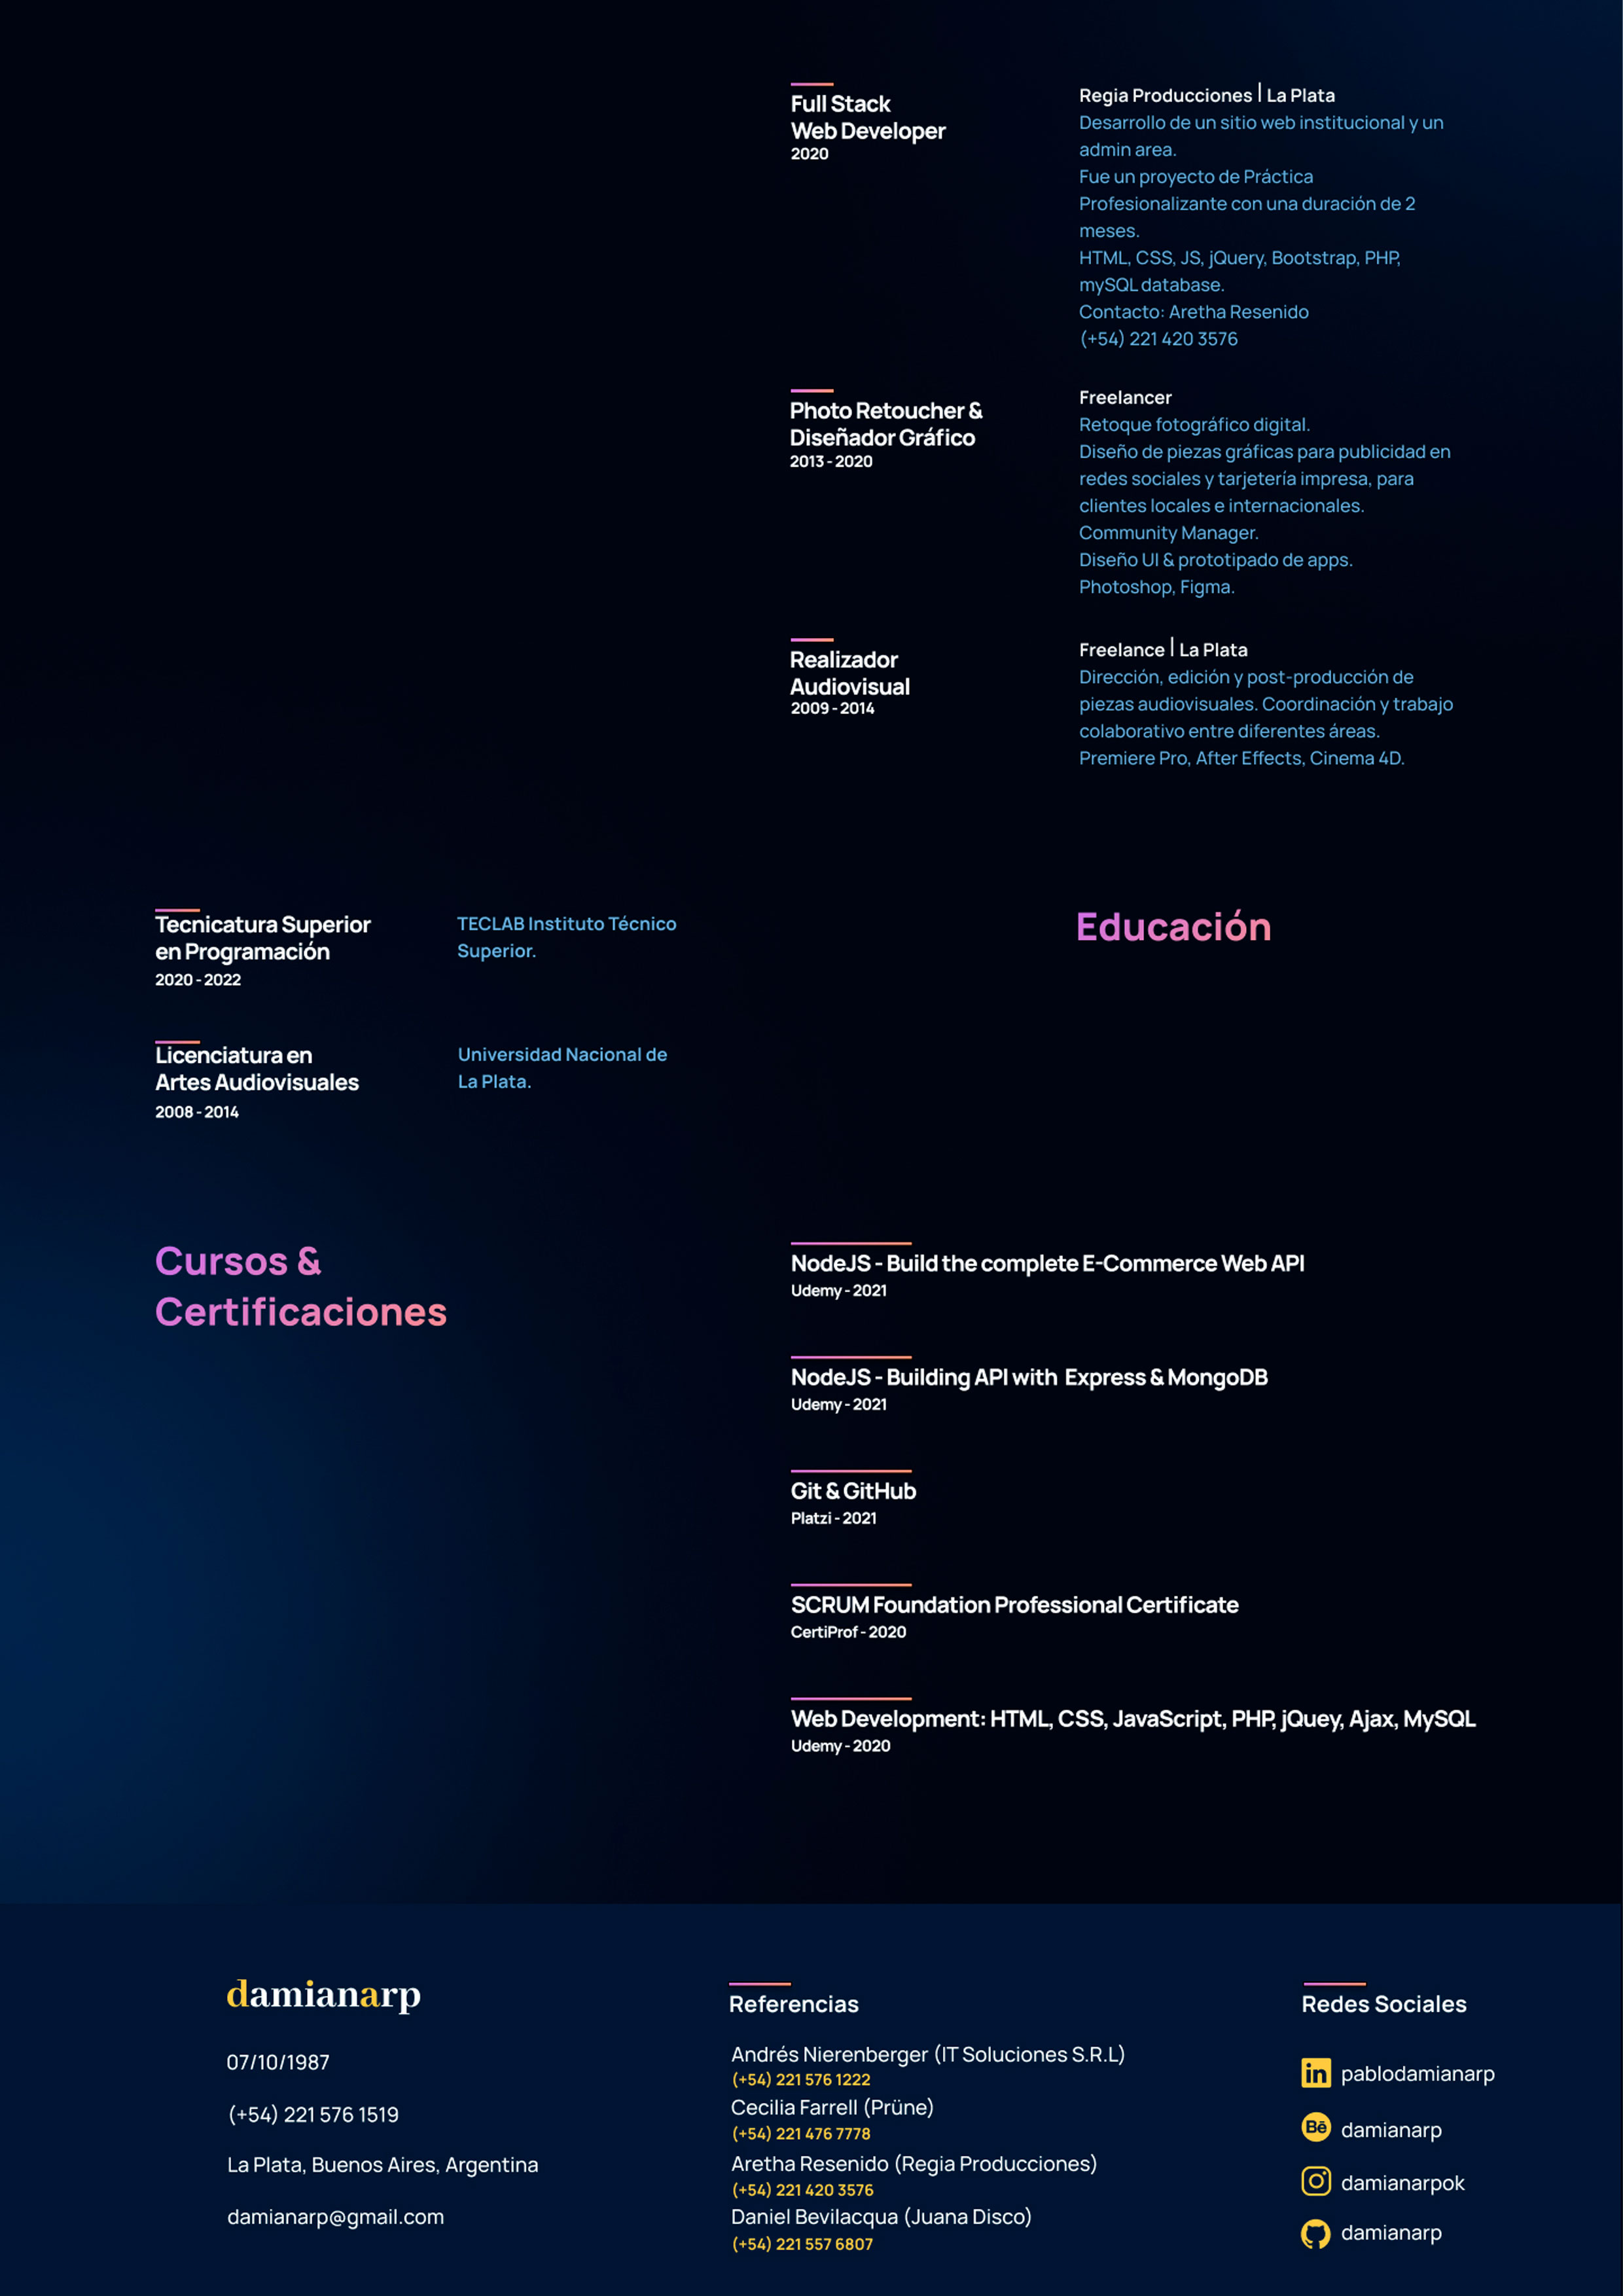 Full Stack
Web Developer
2020
Regia Producciones | La Plata
Desarrollo de un sitio web institucional y un
admin area.
Fue un proyecto de Práctica
Profesionalizante con una duración de 2
meses.
HTML, CSS, JS, jQuery, Bootstrap, PHP,
mySQL database.
Contacto: Aretha Resenido
(+54) 221 420 3576
Photo Retoucher &
Diseñador Gráfico
2013 - 2020
Freelancer
Retoque fotográfico digital.
Diseño de piezas gráficas para publicidad en
redes sociales y tarjetería impresa, para
clientes locales e internacionales.
Community Manager.
Diseño UI & prototipado de apps.
Photoshop, Figma.
Realizador
Audiovisual
2009 - 2014
Freelance | La Plata
Dirección, edición y post-producción de
piezas audiovisuales. Coordinación y trabajo
colaborativo entre diferentes áreas.
Premiere Pro, After Effects, Cinema 4D.
Educación
Tecnicatura Superior
en Programación
2020 - 2022
TECLAB Instituto Técnico
Superior.
Licenciatura en
Artes Audiovisuales
2008 - 2014
Universidad Nacional de
La Plata.
Cursos &
Certificaciones
NodeJS - Build the complete E-Commerce Web API
Udemy - 2021
NodeJS - Building API with Express & MongoDB
Udemy - 2021
Git & GitHub
Platzi - 2021
SCRUM Foundation Professional Certificate
CertiProf - 2020
Web Development: HTML, CSS, JavaScript, PHP, jQuey, Ajax, MySQL
Udemy - 2020
damianarp
07/10/1987
(+54) 221 576 1519
La Plata, Buenos Aires, Argentina
damianarp@gmail.com
Referencias
Andrés Nierenberger (IT Soluciones S.R.L)
(+54) 221 576 1222
Cecilia Farrell (Prüne)
(+54) 221 476 7778
Aretha Resenido (Regia Producciones)
(+54) 221 420 3576
Daniel Bevilacqua (Juana Disco)
(+54) 221 557 6807
Redes Sociales
in pablodamianarp
Bē damianarp
damianarpok
damianarp